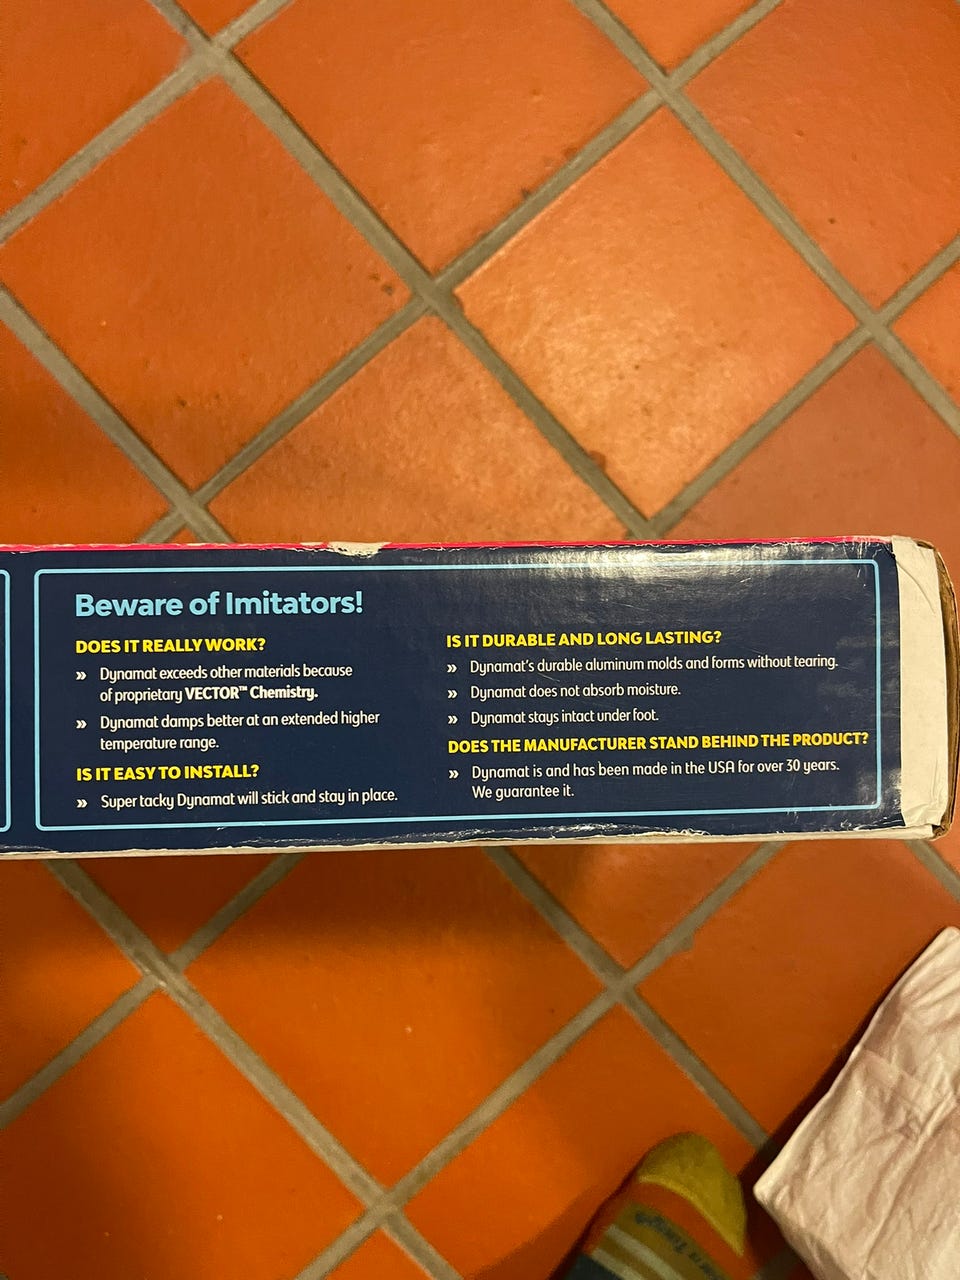 Beware of Imitators!
DOES IT REALLY WORK?
» Dynamat exceeds other materials because
of proprietary VECTOR™ Chemistry.
» Dynamat damps better at an extended higher
temperature range.
IS IT EASY TO INSTALL?
» Super tacky Dynamat will stick and stay in place.
IS IT DURABLE AND LONG LASTING?
» Dynamat's durable aluminum molds and forms without tearing.
» Dynamat does not absorb moisture.
» Dynamat stays intact under foot.
DOES THE MANUFACTURER STAND BEHIND THE PRODUCT?
» Dynamat is and has been made in the USA for over 30 years.
We guarantee it.